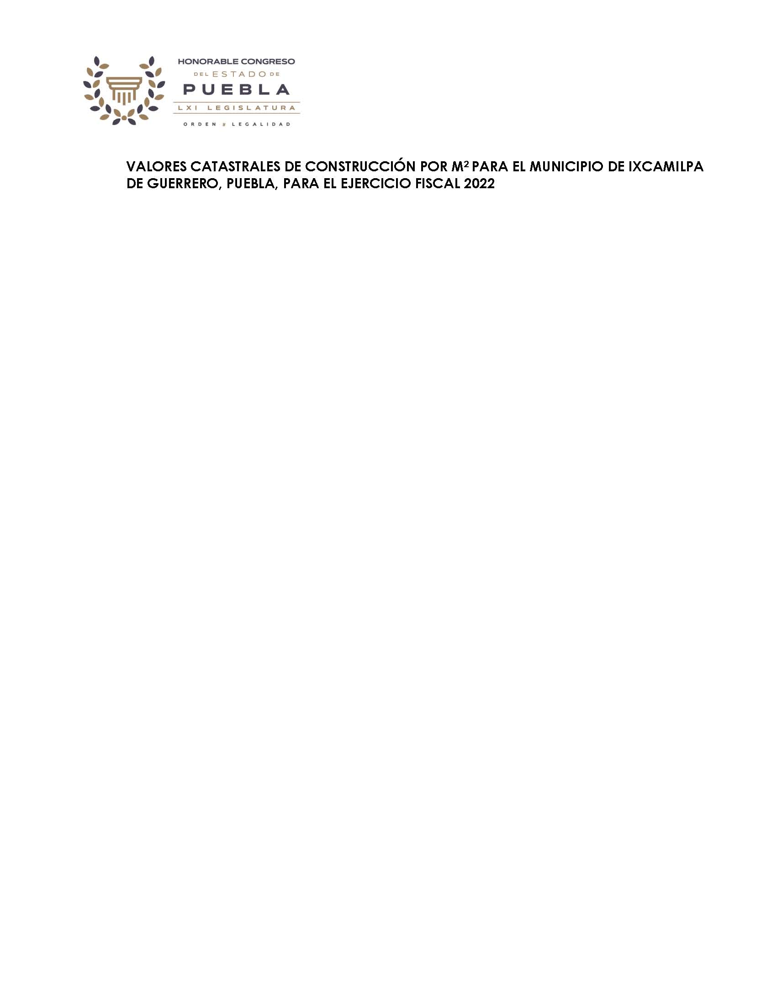 HONORABLE CONGRESO
DEL ESTADO DE
PUEBLA
LXI LEGISLATURA
ORDEN y LEGALIDAD
VALORES CATASTRALES DE CONSTRUCCIÓN POR M² PARA EL MUNICIPIO DE IXCAMILPA
DE GUERRERO, PUEBLA, PARA EL EJERCICIO FISCAL 2022